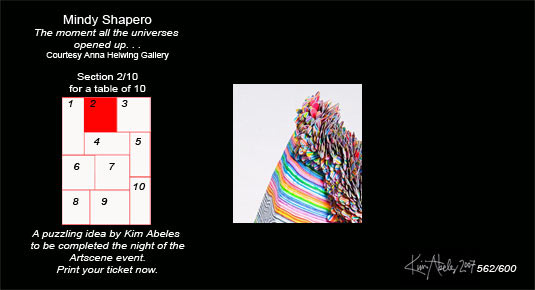 Mindy Shapero
The moment all the universes
opened up. . .
Courtesy Anna Helwing Gallery
Section 2/10
for a table of 10
1 2 3
4 5
6 7
10
8 9
A puzzling idea by Kim Abeles
to be completed the night of the
Artscene event.
Print your ticket now.
Kim Abeles 2007 562/600